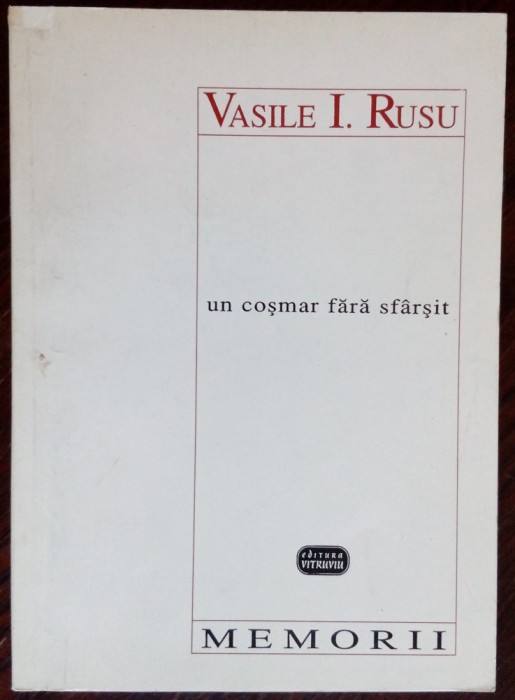 VASILE I. RUSU
un coşmar fără sfârşit
editura
VITRUVIU
MEMORII